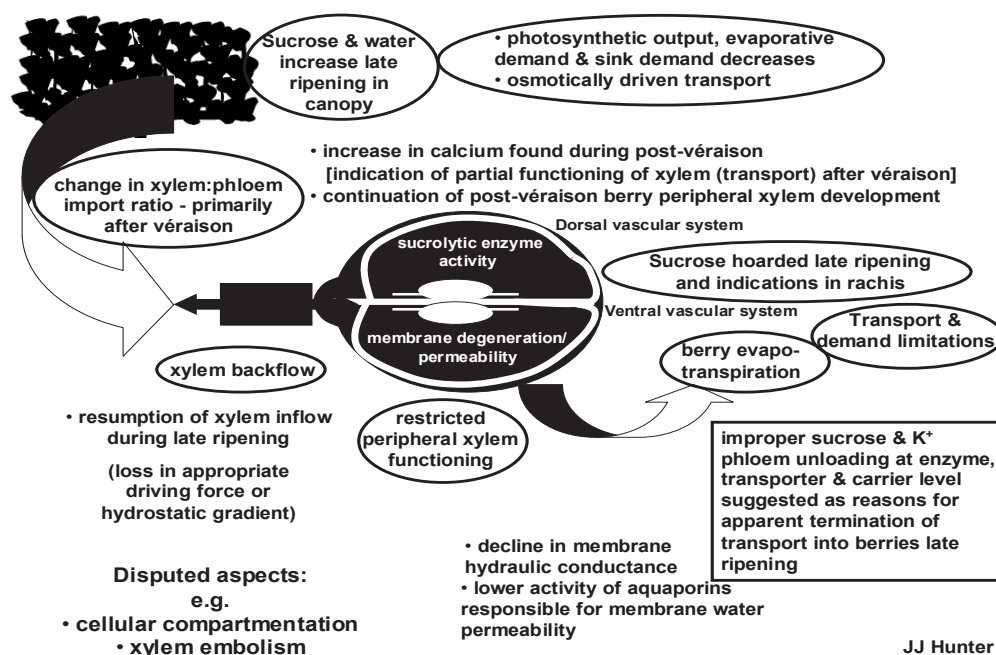 Sucrose & water
increase late
ripening in
canopy
• photosynthetic output, evaporative
demand & sink demand decreases
• osmotically driven transport
• increase in calcium found during post-véraison
[indication of partial functioning of xylem (transport) after véraison]
• continuation of post-véraison berry peripheral xylem development
change in xylem:phloem
import ratio - primarily
after véraison
Dorsal vascular system
sucrolytic enzyme
activity
Sucrose hoarded late ripening
and indications in rachis
Ventral vascular system
membrane degeneration/
permeability
Transport &
demand limitations
berry evapo-
transpiration
xylem backflow
• resumption of xylem inflow
during late ripening
(loss in appropriate
driving force or
hydrostatic gradient)
restricted
peripheral xylem
functioning
improper sucrose & K⁺
phloem unloading at enzyme,
transporter & carrier level
suggested as reasons for
apparent termination of
transport into berries late
ripening
• decline in membrane
hydraulic conductance
• lower activity of aquaporins
responsible for membrane water
permeability
Disputed aspects:
e.g.
• cellular compartmentation
• xylem embolism
JJ Hunter